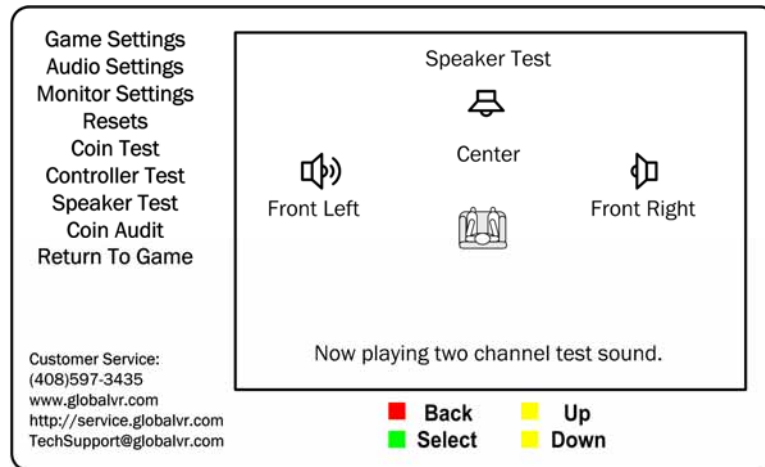 Game Settings
Audio Settings
Monitor Settings
Resets
Coin Test
Controller Test
Speaker Test
Coin Audit
Return To Game
Customer Service:
(408)597-3435
www.globalvr.com
http://service.globalvr.com
TechSupport@globalvr.com
Speaker Test
Center
Front Left
Front Right
Now playing two channel test sound.
Back
Up
Select
Down